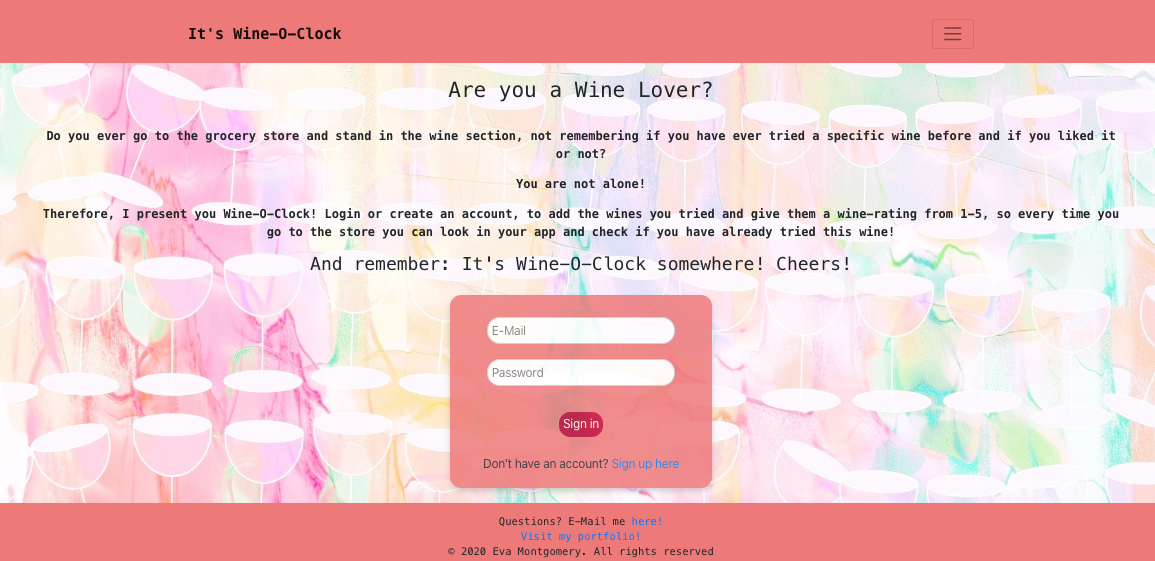 It's Wine-O-Clock
Are you a Wine Lover?
Do you ever go to the grocery store and stand in the wine section, not remembering if you have ever tried a specific wine before and if you liked it
or not?
You are not alone!
Therefore, I present you Wine-O-Clock! Login or create an account, to add the wines you tried and give them a wine-rating from 1-5, so every time you
go to the store you can look in your app and check if you have already tried this wine!
And remember: It's Wine-O-Clock somewhere! Cheers!
E-Mail
Password
Sign in
Don't have an account? Sign up here
Questions? E-Mail me here!
Visit my portfolio!
© 2020 Eva Montgomery. All rights reserved